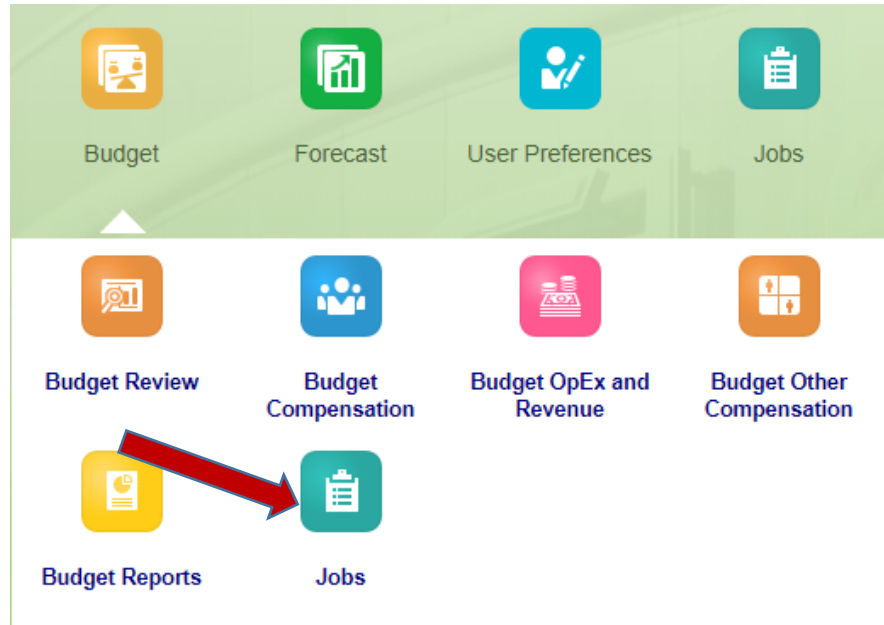 Budget
Forecast
User Preferences
Jobs
Budget Review
Budget
Compensation
Budget OpEx and
Revenue
Budget Other
Compensation
Budget Reports
Jobs